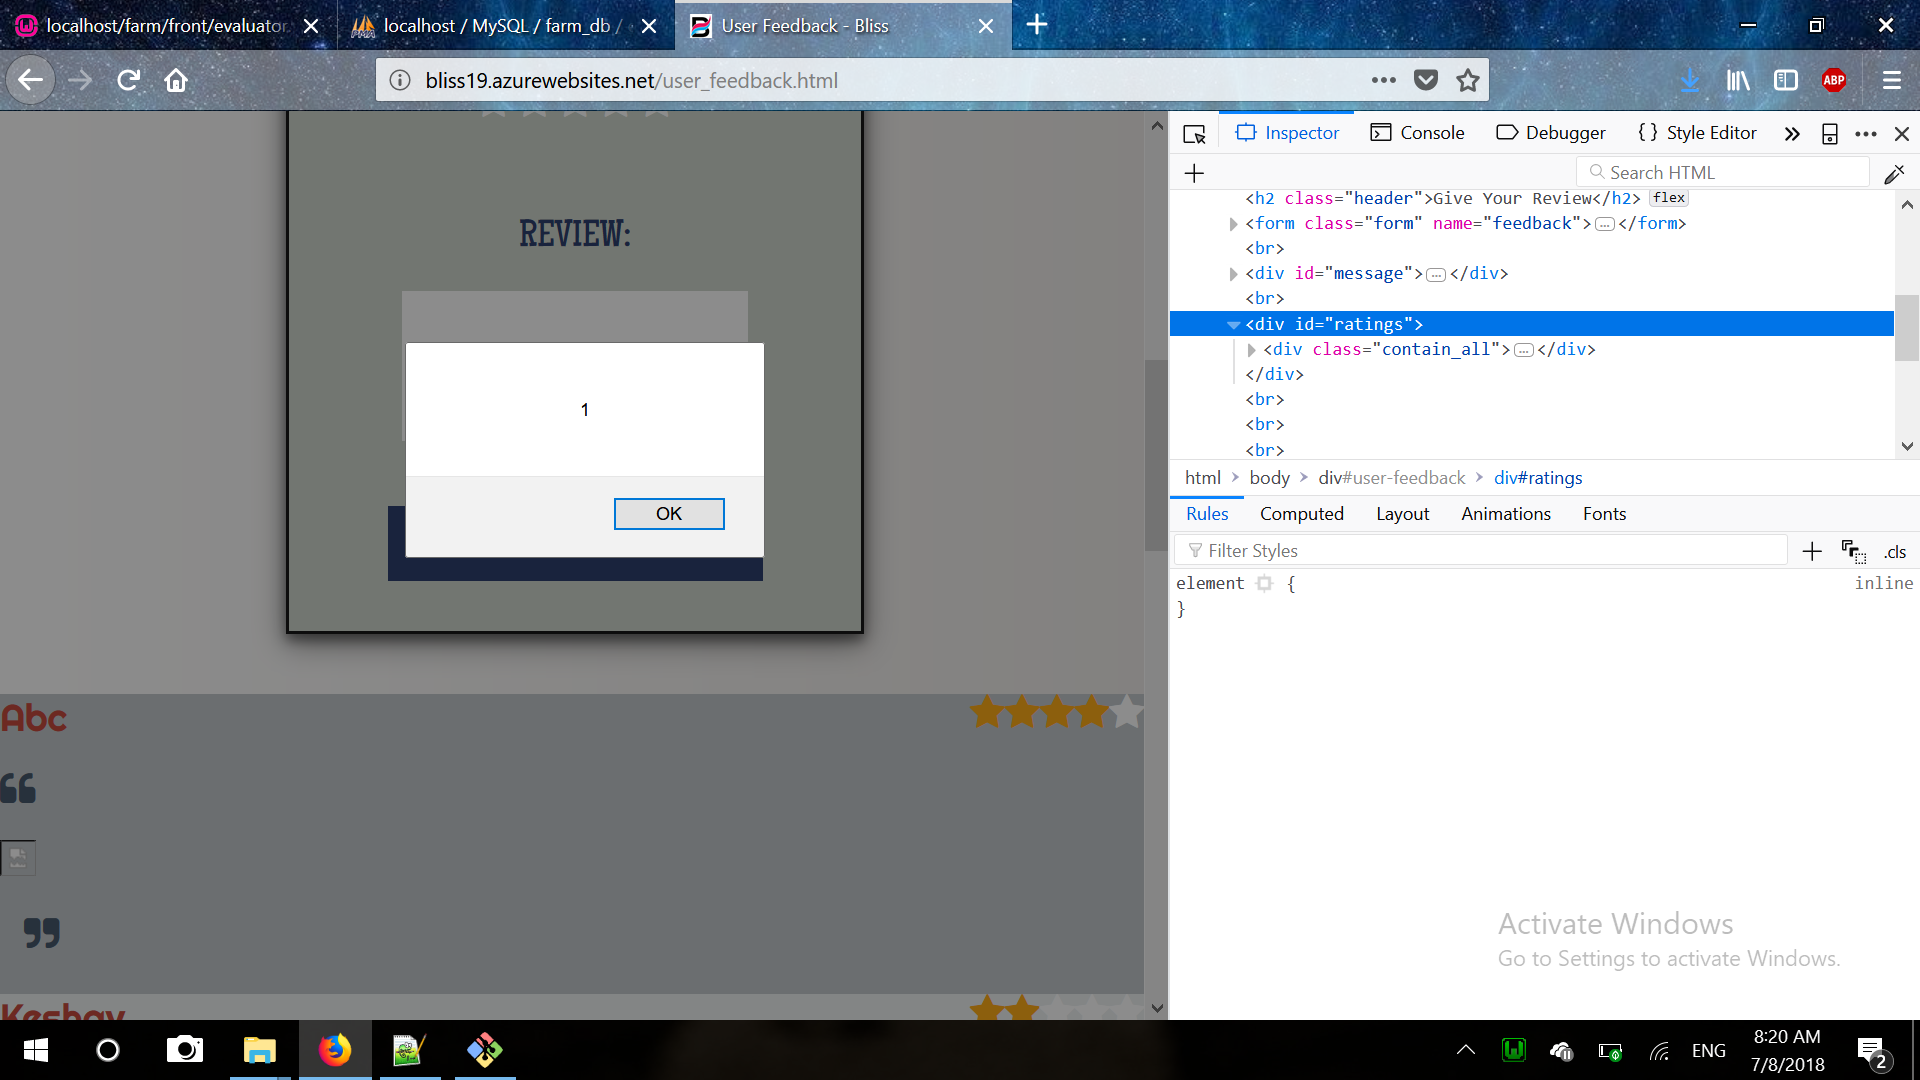 localhost/farm/front/evaluator
localhost / MySQL / farm_db /
User Feedback - Bliss
bliss19.azurewebsites.net/user_feedback.html
ABP
Inspector
Console
Debugger
{ } Style Editor
Search HTML
<h2 class="header">Give Your Review</h2> flex
<form class="form" name="feedback">…</form>
<br>
<div id="message">…</div>
<br>
<div id="ratings">
<div class="contain_all">…</div>
</div>
<br>
<br>
<br>
html > body > div#user-feedback > div#ratings
Rules
Computed
Layout
Animations
Fonts
Filter Styles
.cls
element {
inline
}
REVIEW:
1
OK
Abc
Keshav
Activate Windows
Go to Settings to activate Windows.
ENG
8:20 AM
7/8/2018
2